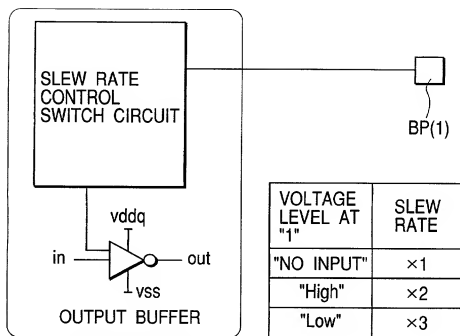 SLEW RATE
CONTROL
SWITCH CIRCUIT
BP(1)
vddq
in
out
vss
OUTPUT BUFFER
VOLTAGE LEVEL AT "1"
SLEW RATE
"NO INPUT"
×1
"High"
×2
"Low"
×3